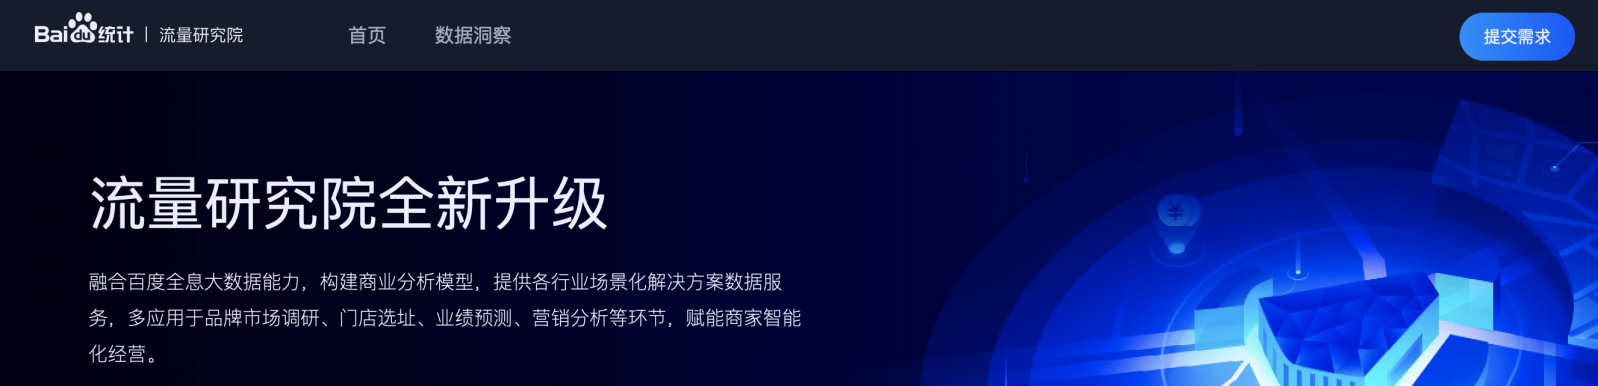 Baidu统计 | 流量研究院 首页 数据洞察 提交需求
流量研究院全新升级
融合百度全息大数据能力，构建商业分析模型，提供各行业场景化解决方案数据服
务，多应用于品牌市场调研、门店选址、业绩预测、营销分析等环节，赋能商家智能
化经营。
¥